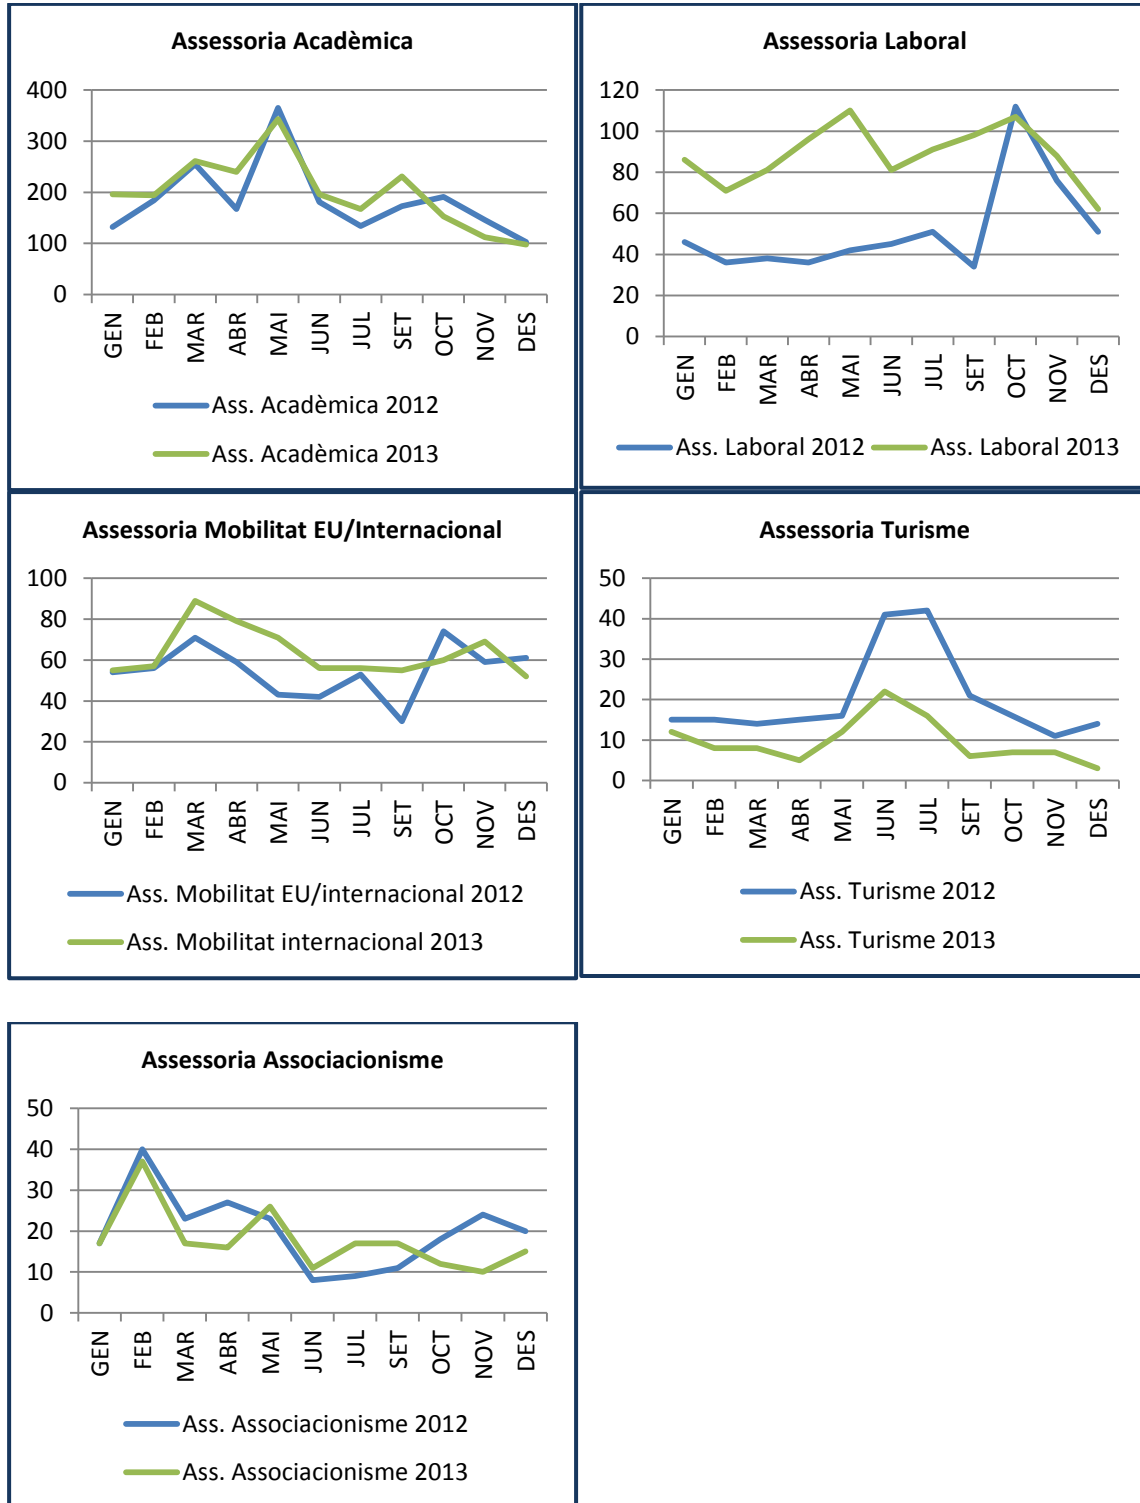 Assessoria Acadèmica
400
300
200
100
0
GEN FEB MAR ABR MAI JUN JUL SET OCT NOV DES
Ass. Acadèmica 2012
Ass. Acadèmica 2013
Assessoria Laboral
120
100
80
60
40
20
0
GEN FEB MAR ABR MAI JUN JUL SET OCT NOV DES
Ass. Laboral 2012 Ass. Laboral 2013
Assessoria Mobilitat EU/Internacional
100
80
60
40
20
0
GEN FEB MAR ABR MAI JUN JUL SET OCT NOV DES
Ass. Mobilitat EU/internacional 2012
Ass. Mobilitat internacional 2013
Assessoria Turisme
50
40
30
20
10
0
GEN FEB MAR ABR MAI JUN JUL SET OCT NOV DES
Ass. Turisme 2012
Ass. Turisme 2013
Assessoria Associacionisme
50
40
30
20
10
0
GEN FEB MAR ABR MAI JUN JUL SET OCT NOV DES
Ass. Associacionisme 2012
Ass. Associacionisme 2013